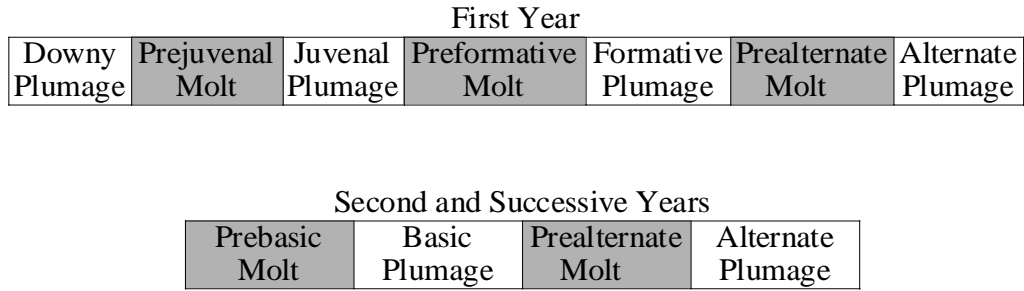 First Year
Downy Prejuvenal Juvenal Preformative Formative Prealternate Alternate
Plumage Molt Plumage Molt Plumage Molt Plumage
Second and Successive Years
Prebasic Basic Prealternate Alternate
Molt Plumage Molt Plumage